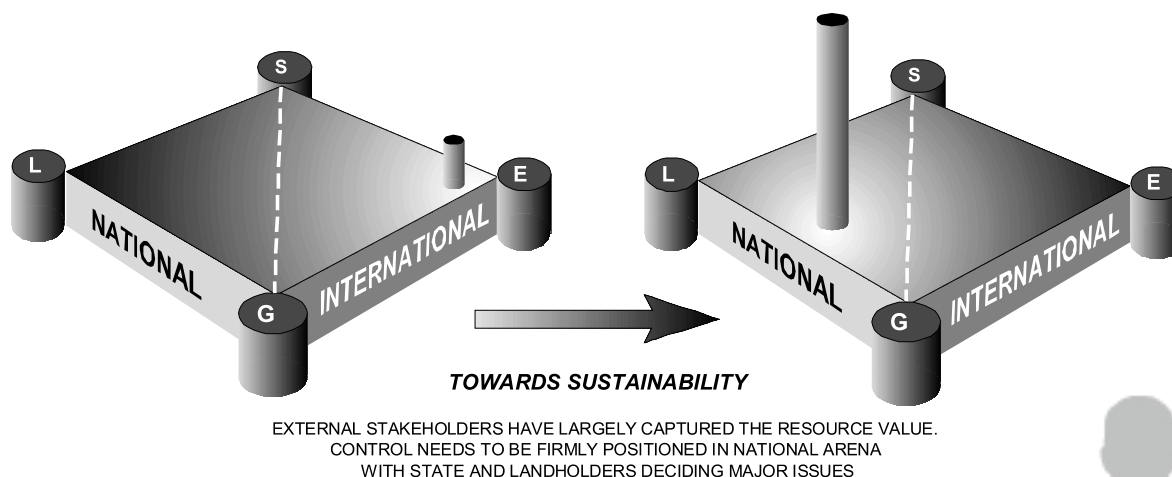 S
L
E
NATIONAL
INTERNATIONAL
G
S
L
E
NATIONAL
INTERNATIONAL
G
TOWARDS SUSTAINABILITY
EXTERNAL STAKEHOLDERS HAVE LARGELY CAPTURED THE RESOURCE VALUE.
CONTROL NEEDS TO BE FIRMLY POSITIONED IN NATIONAL ARENA
WITH STATE AND LANDHOLDERS DECIDING MAJOR ISSUES